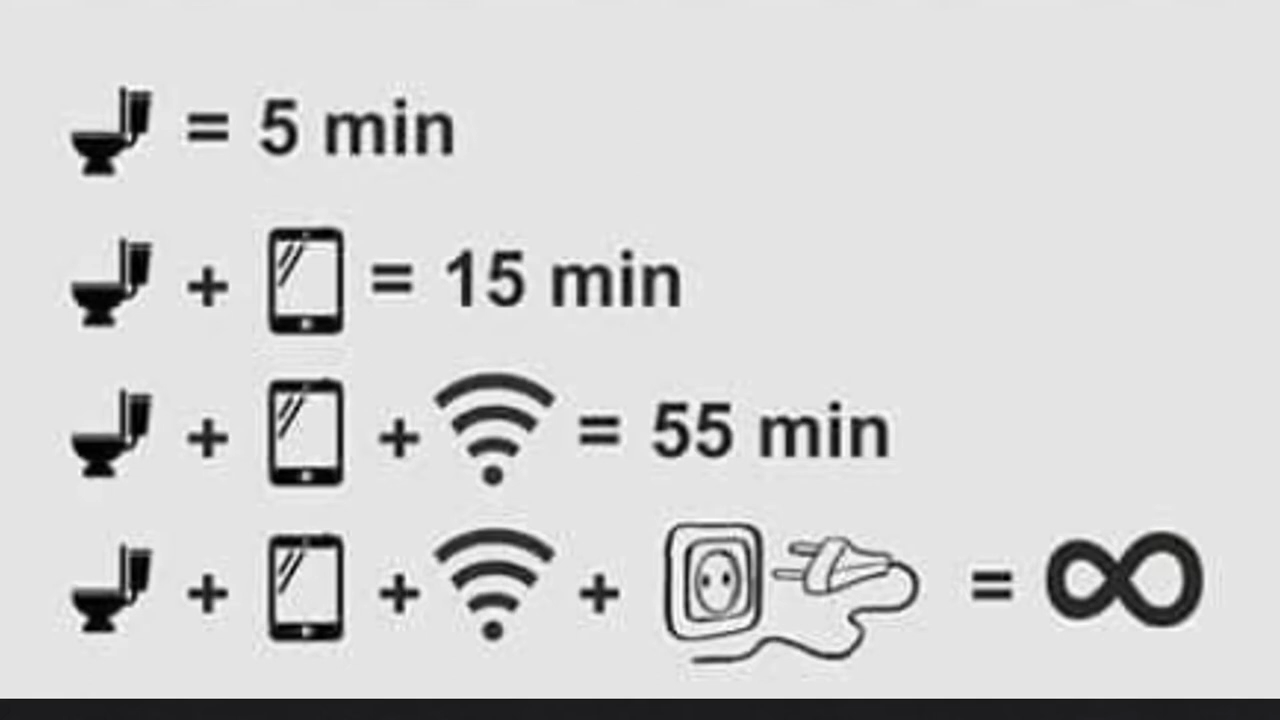 = 5 min
+ = 15 min
+ + = 55 min
+ + + = ∞